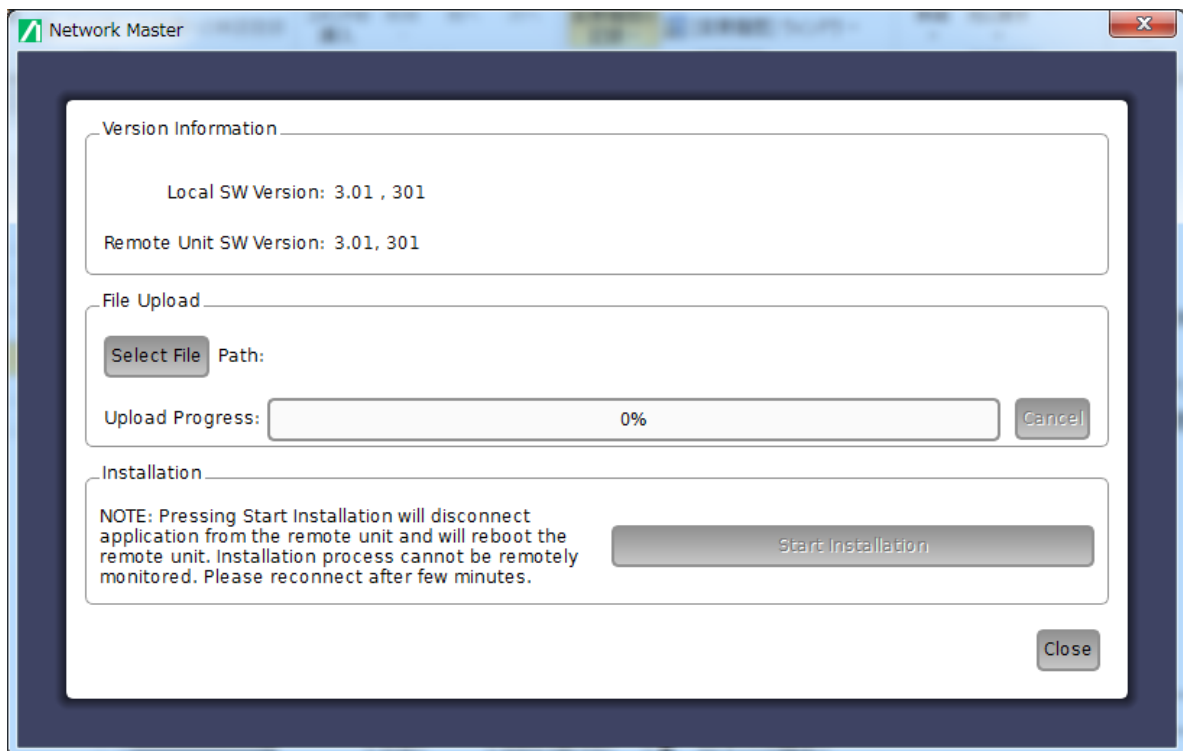 Network Master
Version Information
Local SW Version: 3.01 , 301
Remote Unit SW Version: 3.01, 301
File Upload
Select File Path:
Upload Progress: 0% Cancel
Installation
NOTE: Pressing Start Installation will disconnect
application from the remote unit and will reboot the
remote unit. Installation process cannot be remotely
monitored. Please reconnect after few minutes.
Start Installation
Close